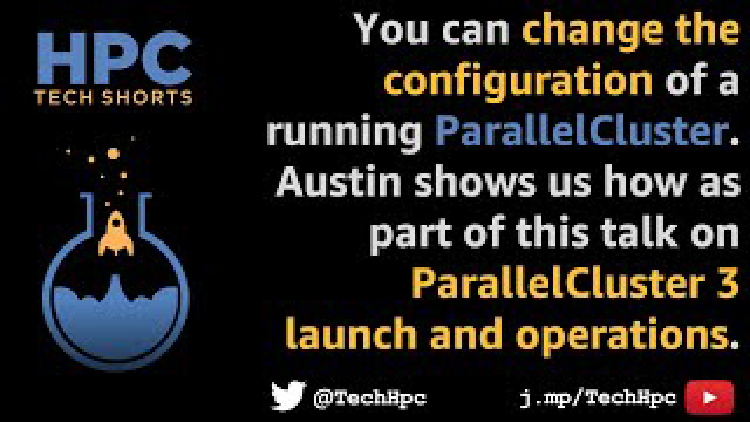 HPC
TECH SHORTS
You can change the
configuration of a
running ParallelCluster.
Austin shows us how as
part of this talk on
ParallelCluster 3
launch and operations.
@TechHpc
j.mp/TechHpc